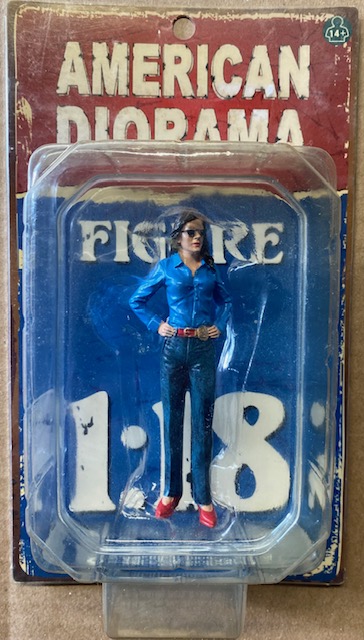 14+
AMERICAN
DIORAMA
FIGURE
1:18